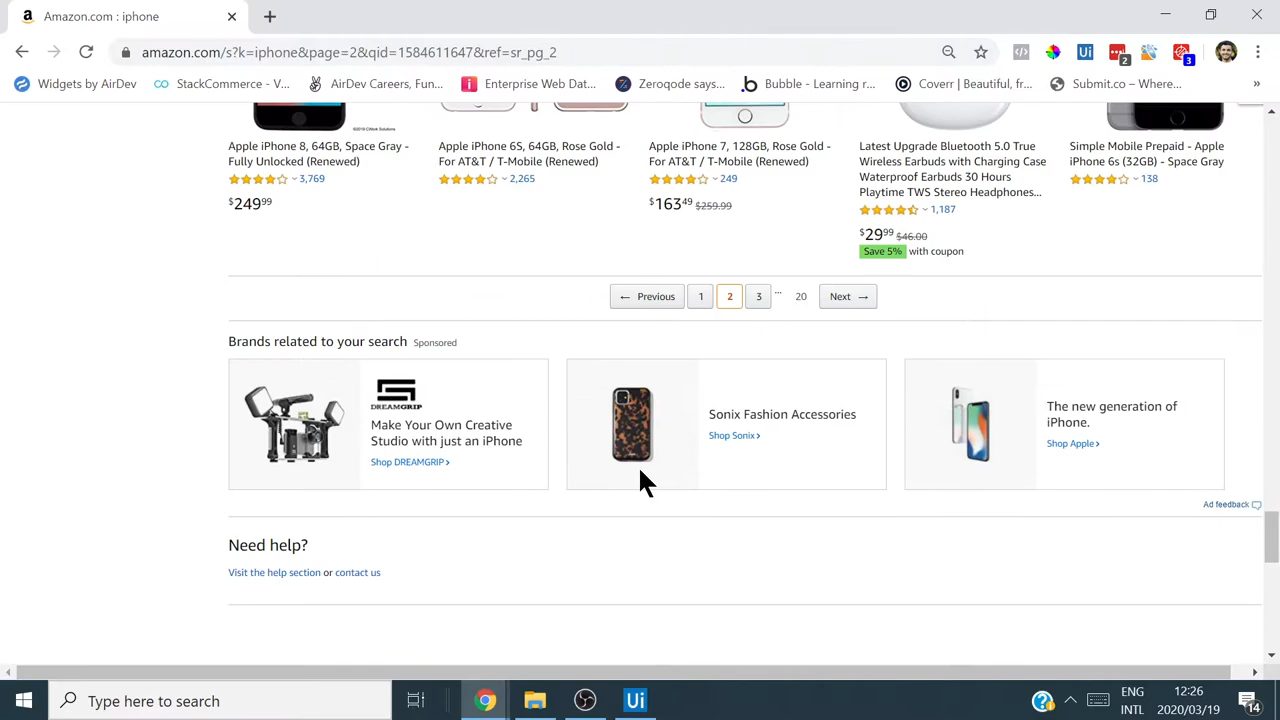 Amazon.com : iphone
amazon.com/s?k=iphone&page=2&qid=1584611647&ref=sr_pg_2
2
3
Widgets by AirDev
StackCommerce - V...
AirDev Careers, Fun...
Enterprise Web Dat...
Zeroqode says...
Bubble - Learning r...
Coverr | Beautiful, fr...
Submit.co – Where...
Apple iPhone 8, 64GB, Space Gray -
Fully Unlocked (Renewed)
3,769
$249 99
Apple iPhone 6S, 64GB, Rose Gold -
For AT&T / T-Mobile (Renewed)
2,265
Apple iPhone 7, 128GB, Rose Gold -
For AT&T / T-Mobile (Renewed)
249
$163 49 $259.99
Latest Upgrade Bluetooth 5.0 True
Wireless Earbuds with Charging Case
Waterproof Earbuds 30 Hours
Playtime TWS Stereo Headphones...
1,187
$29 99 $46.00
Save 5% with coupon
Simple Mobile Prepaid - Apple
iPhone 6s (32GB) - Space Gray
138
← Previous 1 2 3 ... 20 Next →
Brands related to your search Sponsored
DREAMGRIP
Make Your Own Creative
Studio with just an iPhone
Shop DREAMGRIP ›
Sonix Fashion Accessories
Shop Sonix ›
The new generation of
iPhone.
Shop Apple ›
Ad feedback
Need help?
Visit the help section or contact us
Type here to search
Ui
ENG
INTL
12:26
2020/03/19
14